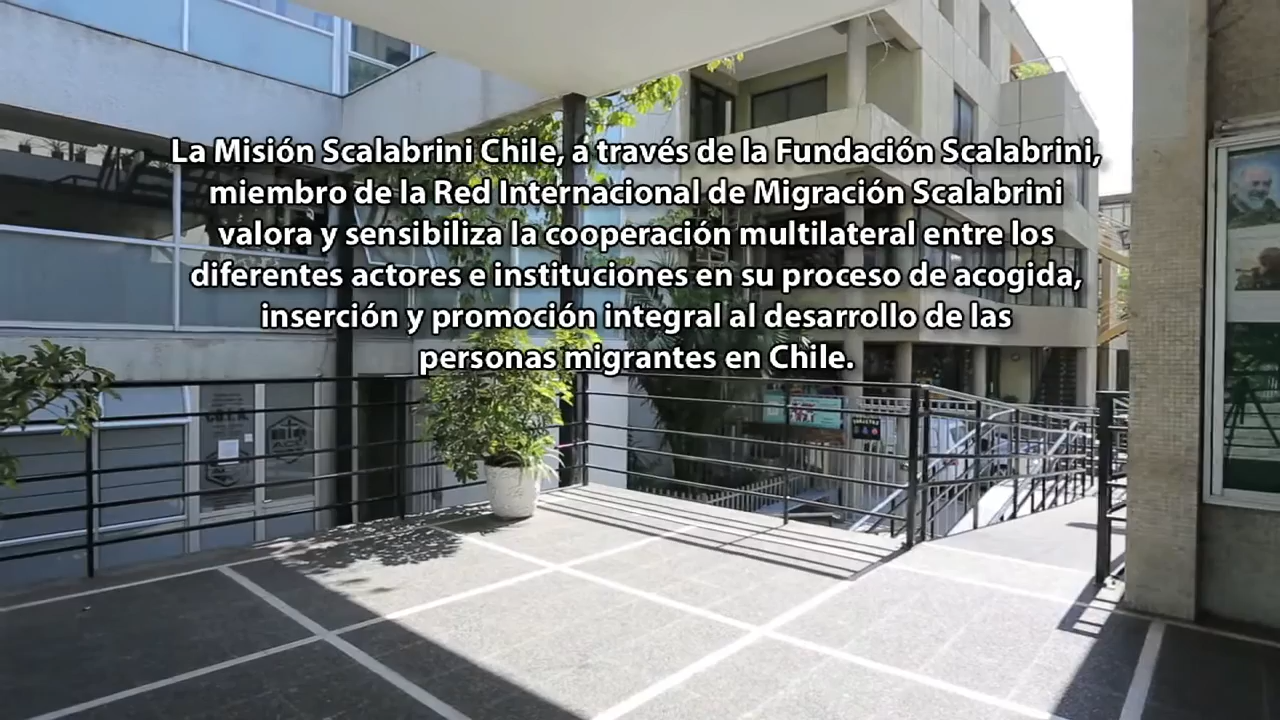 La Misión Scalabrini Chile, a través de la Fundación Scalabrini,
miembro de la Red Internacional de Migración Scalabrini
valora y sensibiliza la cooperación multilateral entre los
diferentes actores e instituciones en su proceso de acogida,
inserción y promoción integral al desarrollo de las
personas migrantes en Chile.